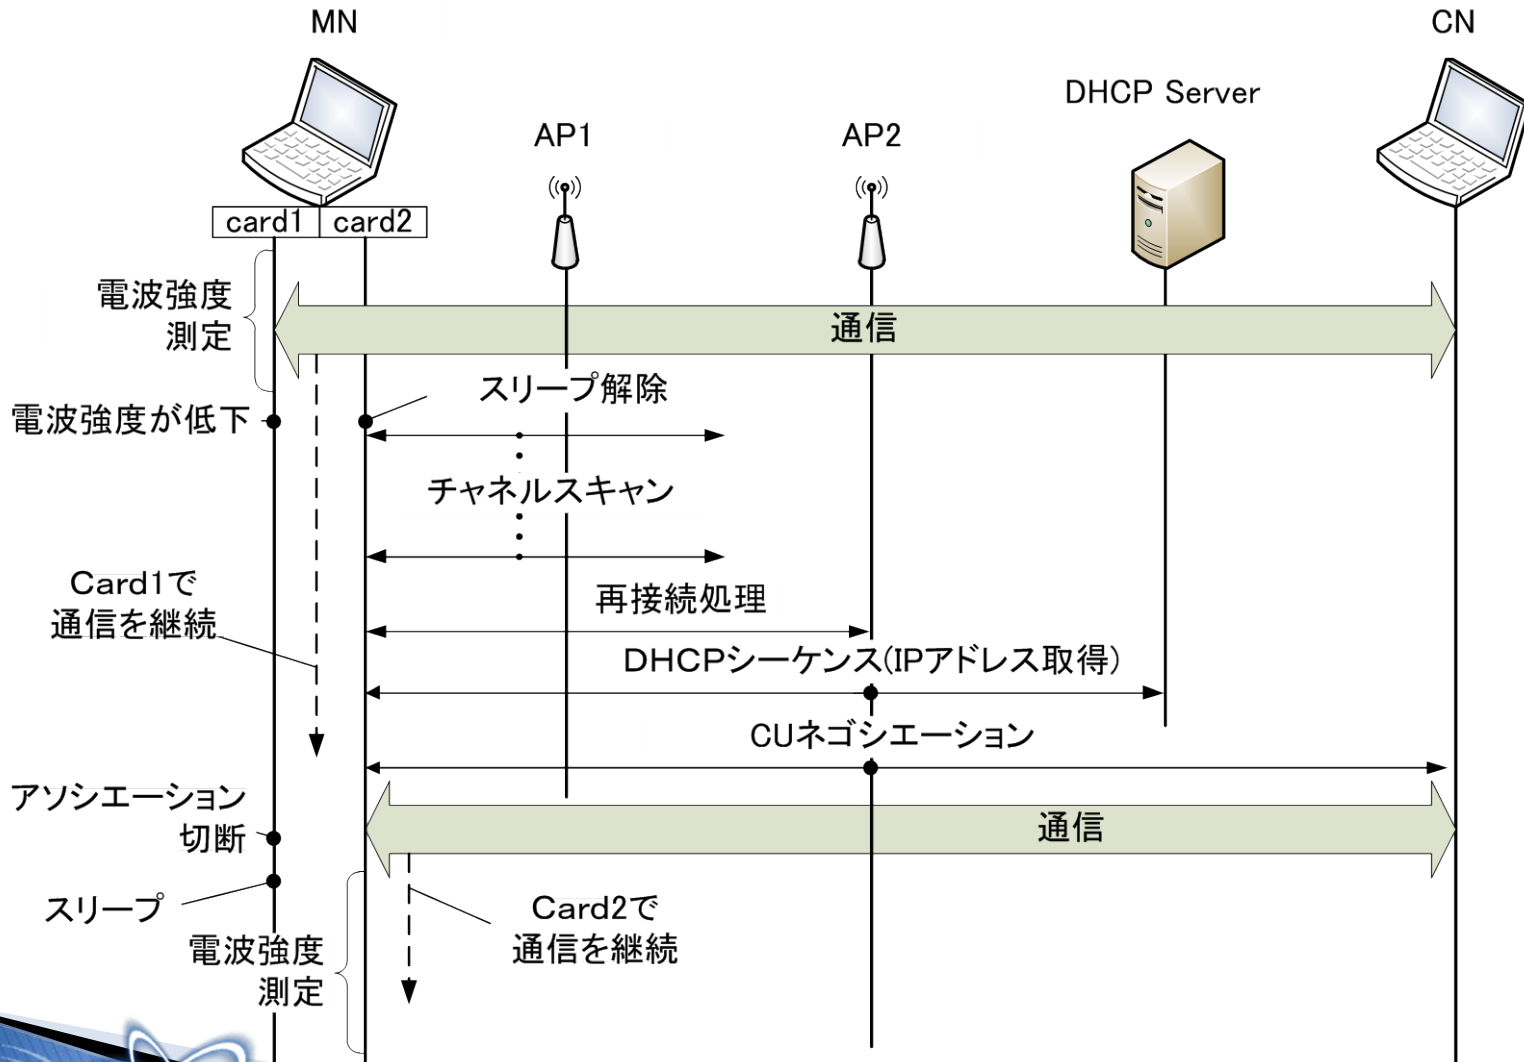 MN
CN
DHCP Server
AP1
AP2
card1
card2
電波強度
測定
通信
スリープ解除
電波強度が低下
チャネルスキャン
Card1で
通信を継続
再接続処理
DHCPシーケンス(IPアドレス取得)
CUネゴシエーション
アソシエーション
切断
通信
スリープ
Card2で
通信を継続
電波強度
測定